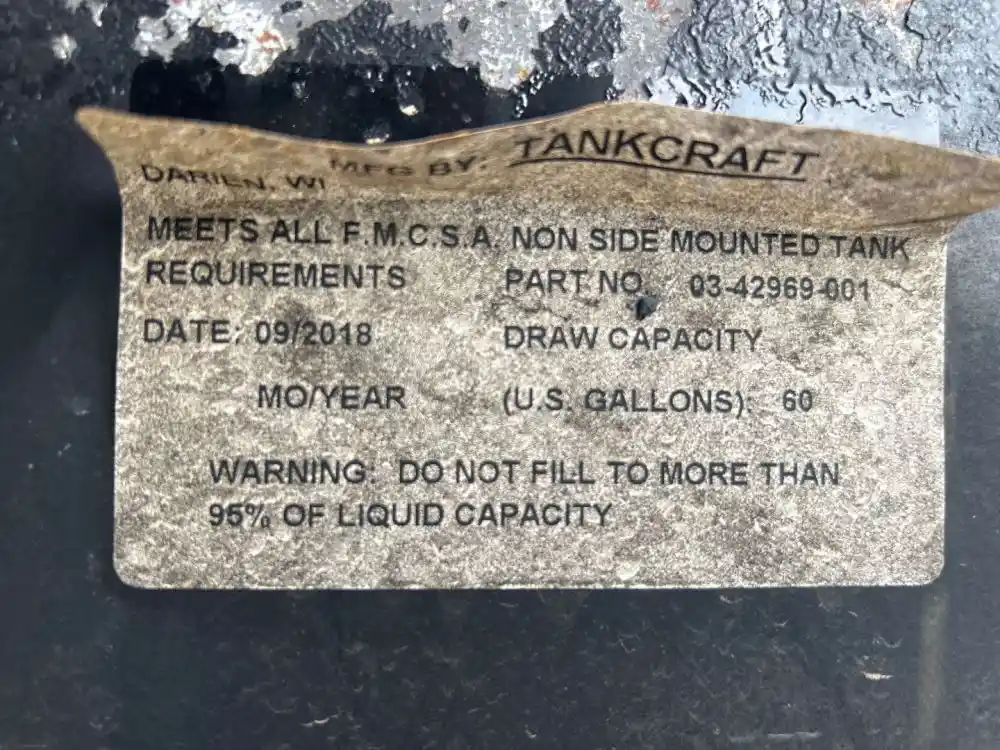 MFG BY: TANKCRAFT
DARIEN, WI
MEETS ALL F.M.C.S.A. NON SIDE MOUNTED TANK
REQUIREMENTS PART NO. 03-42969-001
DATE: 09/2018 DRAW CAPACITY
MO/YEAR (U.S. GALLONS): 60
WARNING: DO NOT FILL TO MORE THAN
95% OF LIQUID CAPACITY